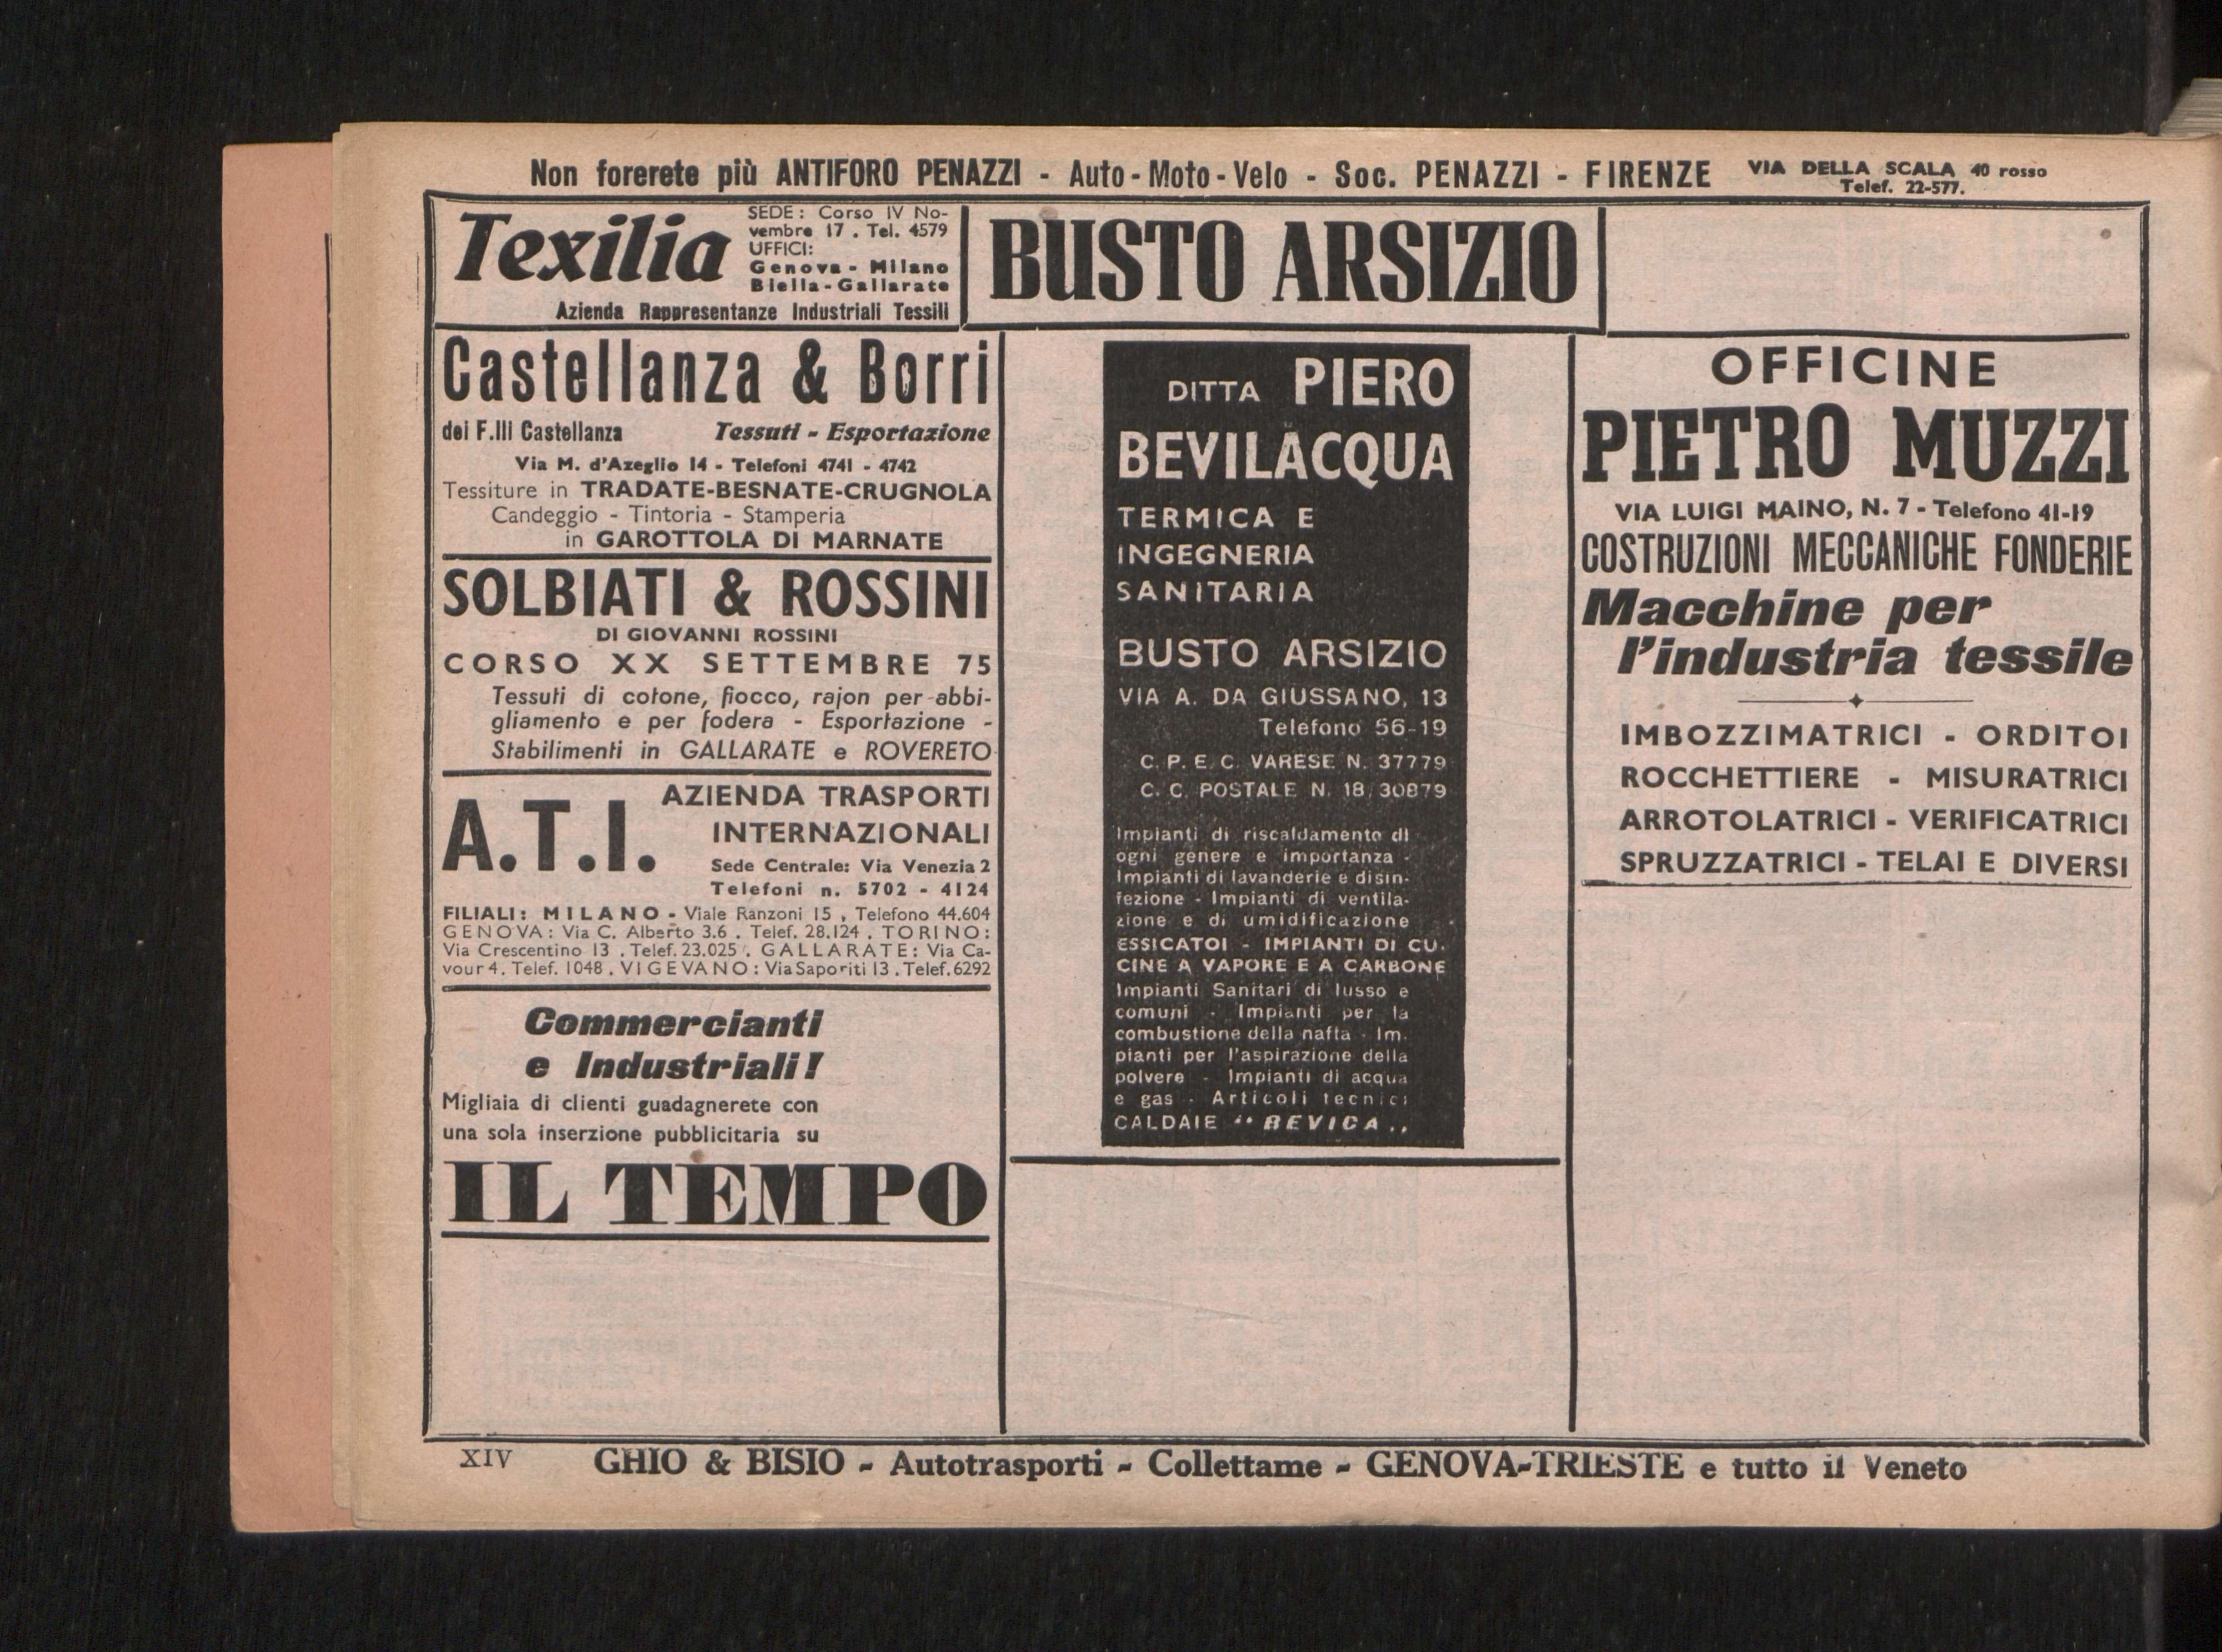 Non forerete più ANTIFORO PENAZZI - Auto-Moto-Velo - Soc. PENAZZI - FIRENZE VIA DELLA SCALA 40 rosso
Telef. 22-577.
Texilia
SEDE: Corso IV No-
vembre 17 . Tel. 4579
UFFICI:
Genova - Milano
Biella-Gallarate
Azienda Rappresentanze Industriali Tessili
BUSTO ARSIZIO
Castellanza & Borri
dei F.lli Castellanza Tessuti - Esportazione
Via M. d'Azeglio 14 - Telefoni 4741 - 4742
Tessiture in TRADATE-BESNATE-CRUGNOLA
Candeggio - Tintoria - Stamperia
in GAROTTOLA DI MARNATE
SOLBIATI & ROSSINI
DI GIOVANNI ROSSINI
CORSO XX SETTEMBRE 75
Tessuti di cotone, fiocco, rajon per abbi-
gliamento e per fodera - Esportazione -
Stabilimenti in GALLARATE e ROVERETO
A.T.I.
AZIENDA TRASPORTI
INTERNAZIONALI
Sede Centrale: Via Venezia 2
Telefoni n. 5702 - 4124
FILIALI: MILANO - Viale Ranzoni 15 , Telefono 44.604
GENOVA: Via C. Alberto 3.6 . Telef. 28.124 . TORINO:
Via Crescentino 13 . Telef. 23.025 . GALLARATE: Via Ca-
vour 4 . Telef. 1048 . VIGEVANO: Via Saporiti 13 . Telef. 6292
Commercianti
e Industriali!
Migliaia di clienti guadagnerete con
una sola inserzione pubblicitaria su
IL TEMPO
DITTA PIERO
BEVILACQUA
TERMICA E
INGEGNERIA
SANITARIA
BUSTO ARSIZIO
VIA A. DA GIUSSANO, 13
Telefono 56-19
C. P. E. C. VARESE N. 37779
C. C. POSTALE N. 18/30879
Impianti di riscaldamento di
ogni genere e importanza -
Impianti di lavanderie e disin-
fezione - Impianti di ventila-
zione e di umidificazione
ESSICATOI - IMPIANTI DI CU-
CINE A VAPORE E A CARBONE
Impianti Sanitari di lusso e
comuni - Impianti per la
combustione della nafta - Im-
pianti per l'aspirazione della
polvere - Impianti di acqua
e gas - Articoli tecnici
CALDAIE " BEVICA „
OFFICINE
PIETRO MUZZI
VIA LUIGI MAINO, N. 7 - Telefono 41-19
COSTRUZIONI MECCANICHE FONDERIE
Macchine per
l'industria tessile
IMBOZZIMATRICI - ORDITOI
ROCCHETTIERE - MISURATRICI
ARROTOLATRICI - VERIFICATRICI
SPRUZZATRICI - TELAI E DIVERSI
XIV GHIO & BISIO - Autotrasporti - Collettame - GENOVA-TRIESTE e tutto il Veneto